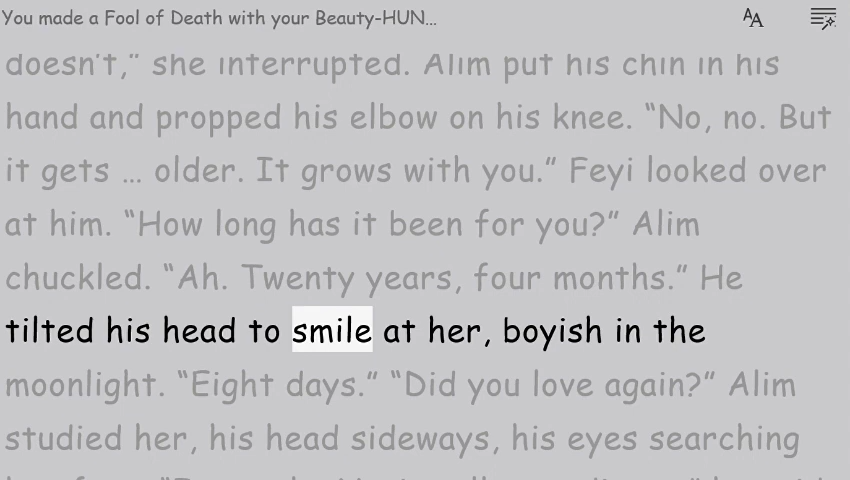 You made a Fool of Death with your Beauty-HUN...
doesn't,” she interrupted. Alim put his chin in his
hand and propped his elbow on his knee. “No, no. But
it gets ... older. It grows with you.” Feyi looked over
at him. “How long has it been for you?” Alim
chuckled. “Ah. Twenty years, four months.” He
tilted his head to smile at her, boyish in the
moonlight. “Eight days.” “Did you love again?” Alim
studied her, his head sideways, his eyes searching